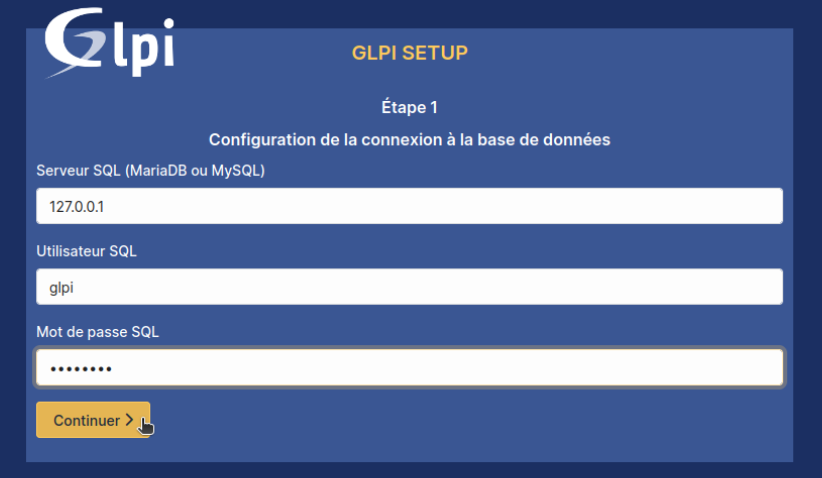 Glpi
GLPI SETUP
Étape 1
Configuration de la connexion à la base de données
Serveur SQL (MariaDB ou MySQL)
127.0.0.1
Utilisateur SQL
glpi
Mot de passe SQL
••••••••
Continuer >